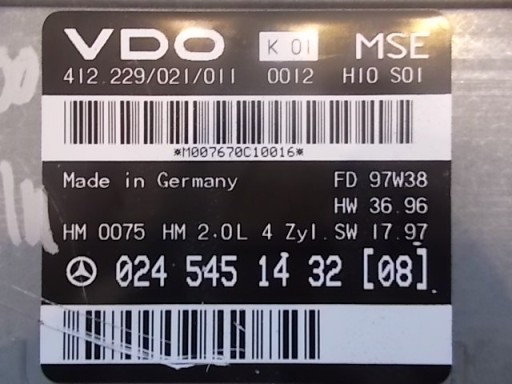 VDO K 01 MSE
412.229/021/011 0012 H10 S01
*M007670C10016*
Made in Germany FD 97W38
HW 36.96
HM 0075 HM 2.0L 4 Zyl. SW 17.97
024 545 14 32 [08]